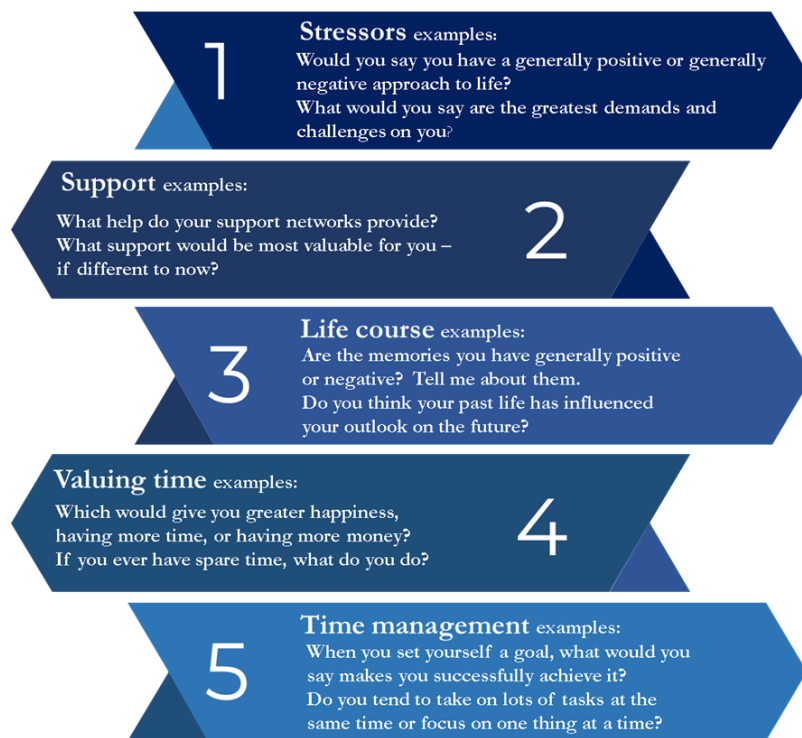 1
Stressors examples:
Would you say you have a generally positive or generally
negative approach to life?
What would you say are the greatest demands and
challenges on you?
Support examples:
What help do your support networks provide?
What support would be most valuable for you –
if different to now?
2
3
Life course examples:
Are the memories you have generally positive
or negative? Tell me about them.
Do you think your past life has influenced
your outlook on the future?
Valuing time examples:
Which would give you greater happiness,
having more time, or having more money?
If you ever have spare time, what do you do?
4
5
Time management examples:
When you set yourself a goal, what would you
say makes you successfully achieve it?
Do you tend to take on lots of tasks at the
same time or focus on one thing at a time?